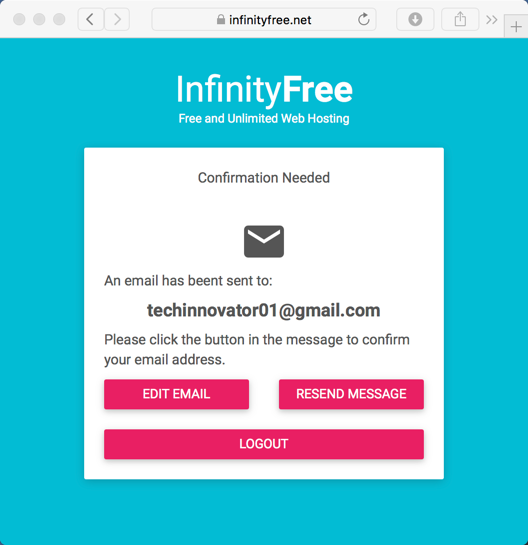 infinityfree.net
InfinityFree
Free and Unlimited Web Hosting
Confirmation Needed
An email has beent sent to:
techinnovator01@gmail.com
Please click the button in the message to confirm
your email address.
EDIT EMAIL
RESEND MESSAGE
LOGOUT